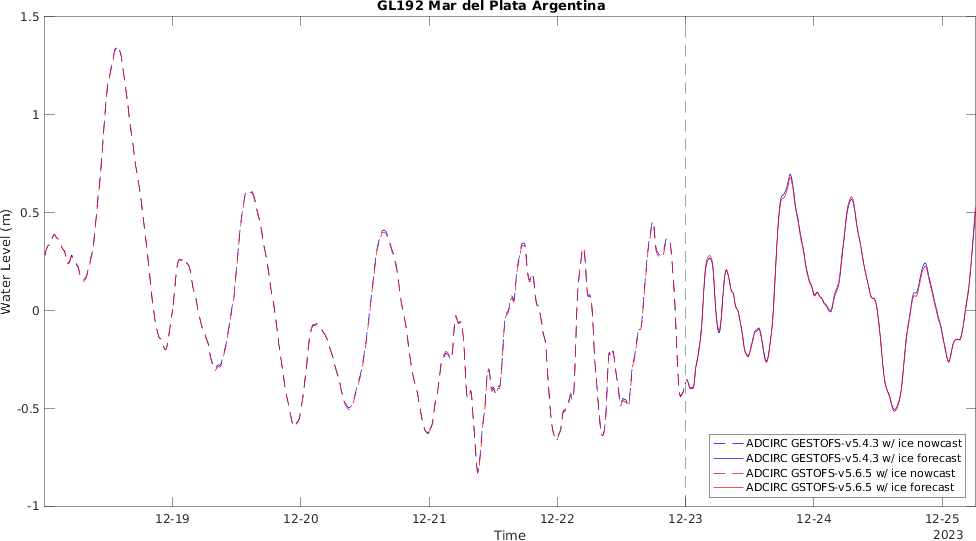 GL192 Mar del Plata Argentina
1.5
1
0.5
0
-0.5
-1
Water Level (m)
12-19
12-20
12-21
12-22
12-23
12-24
12-25
Time
2023
ADCIRC GESTOFS-v5.4.3 w/ ice nowcast
ADCIRC GESTOFS-v5.4.3 w/ ice forecast
ADCIRC GSTOFS-v5.6.5 w/ ice nowcast
ADCIRC GSTOFS-v5.6.5 w/ ice forecast